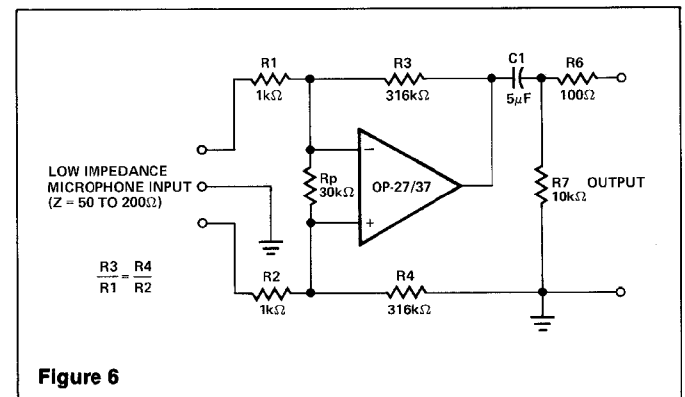 R1
1kΩ
R3
316kΩ
C1
5μF
R6
100Ω
LOW IMPEDANCE
MICROPHONE INPUT
(Z = 50 TO 200Ω)
Rp
30kΩ
−
+
OP-27/37
R7
10kΩ
OUTPUT
R3/R1 = R4/R2
R2
1kΩ
R4
316kΩ
Figure 6